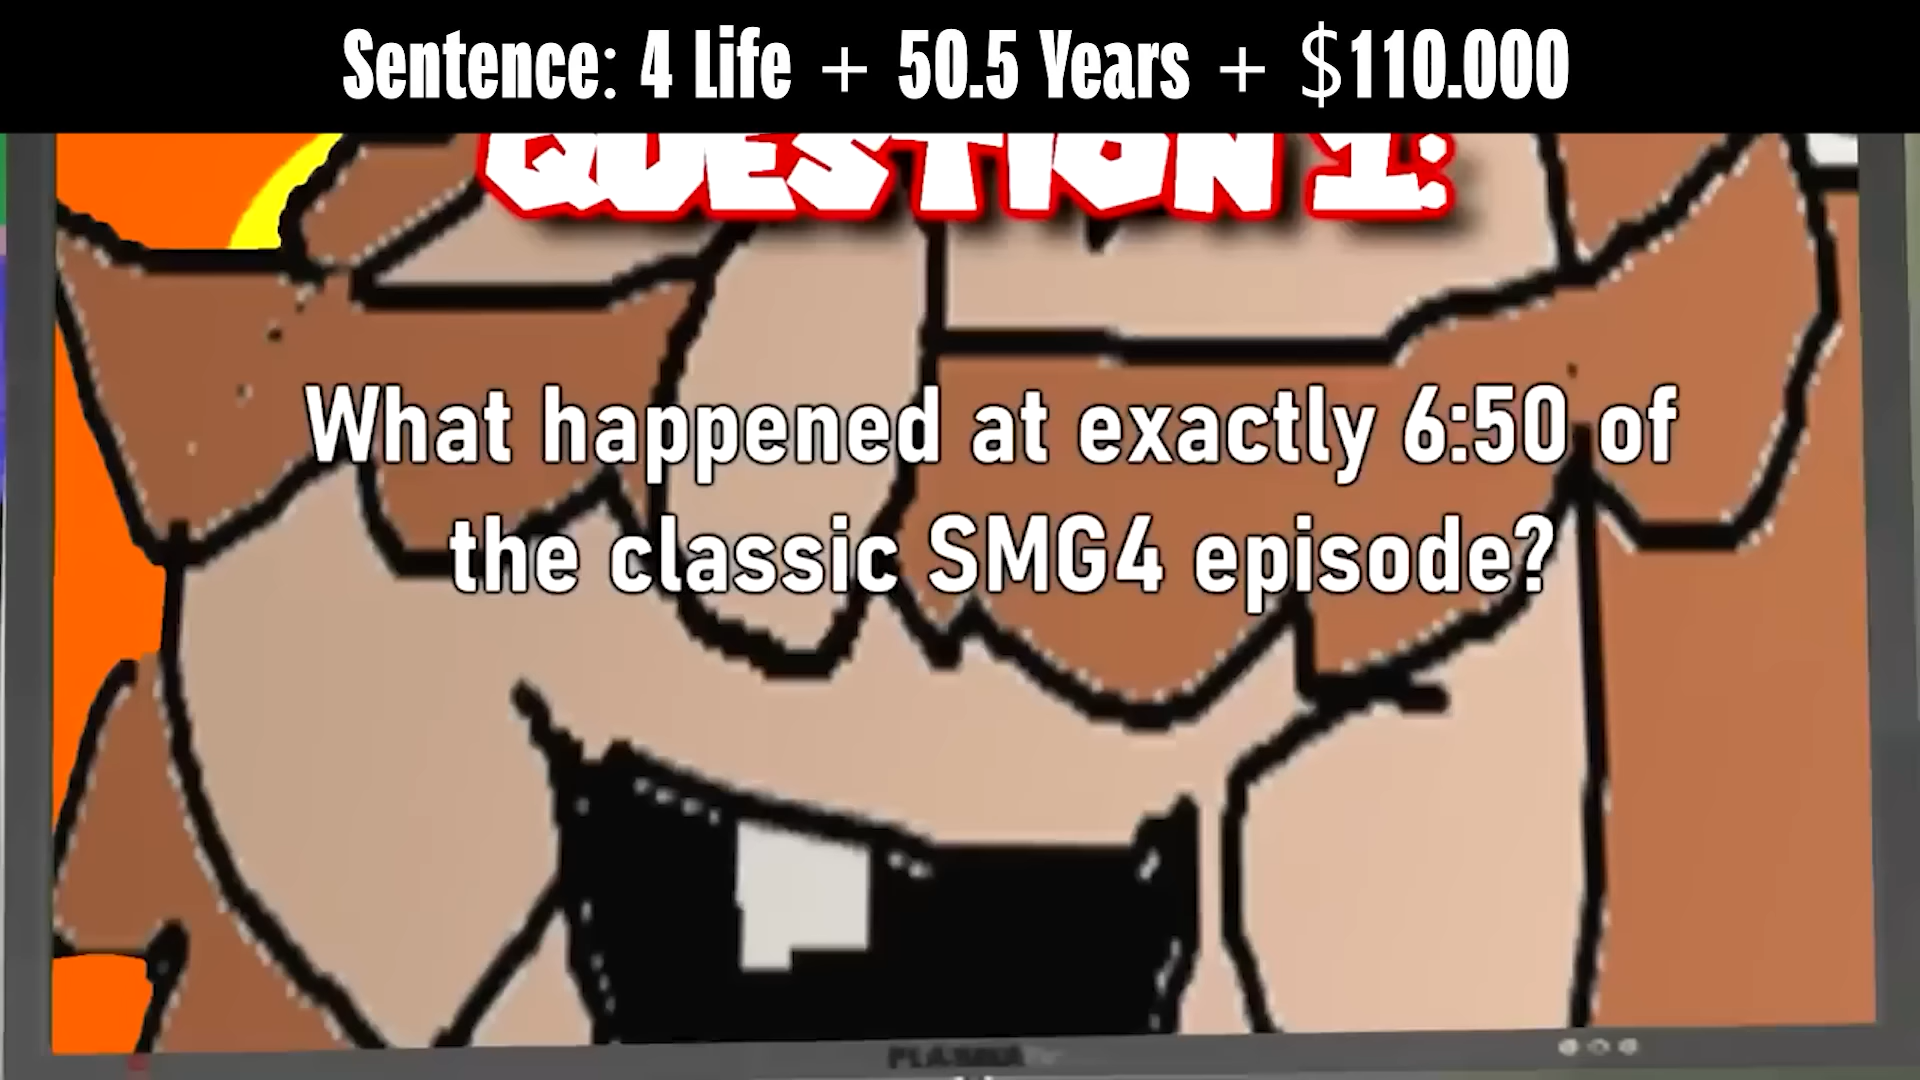 Sentence: 4 Life + 50.5 Years + $110.000
QUESTION 1:
What happened at exactly 6:50 of
the classic SMG4 episode?